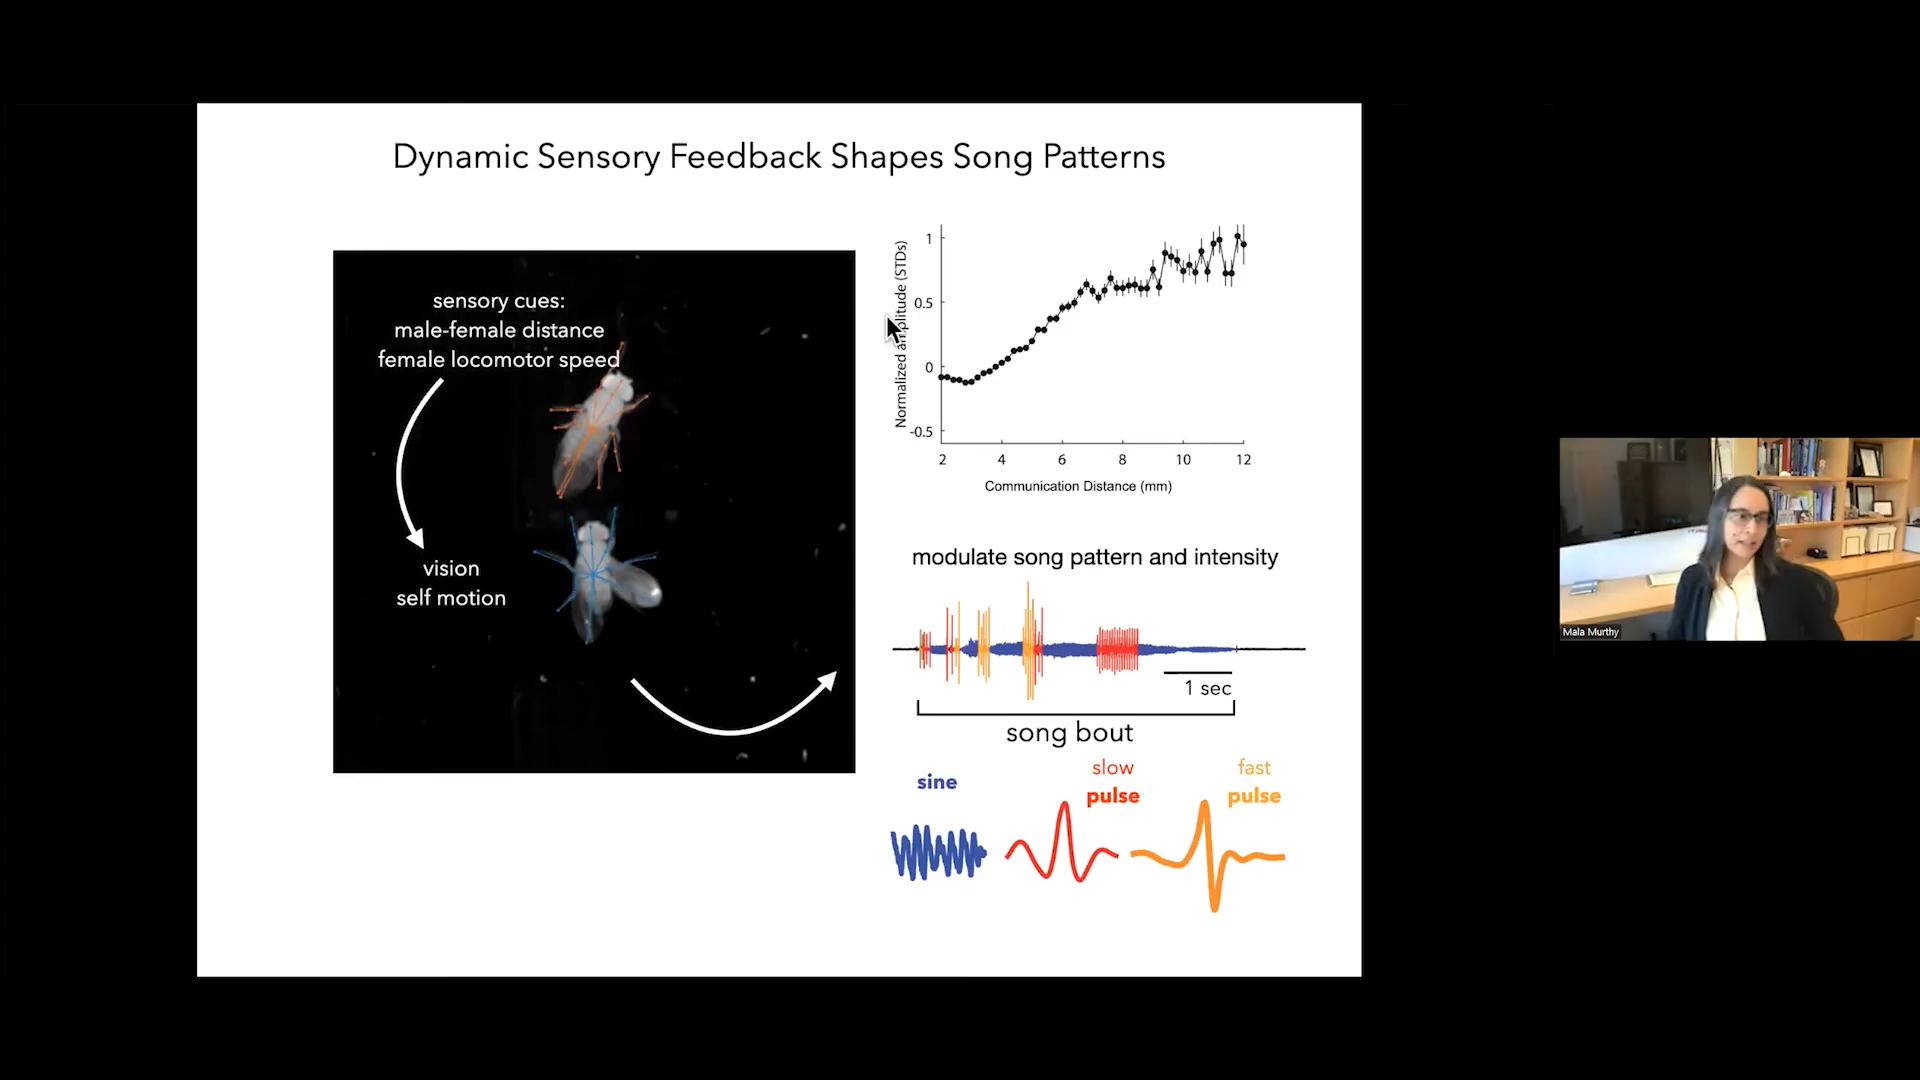 Dynamic Sensory Feedback Shapes Song Patterns
sensory cues:
male-female distance
female locomotor speed
vision
self motion
Normalized amplitude (STDs)
1
0.5
0
-0.5
2 4 6 8 10 12
Communication Distance (mm)
modulate song pattern and intensity
1 sec
song bout
sine
slow
pulse
fast
pulse
Mala Murthy